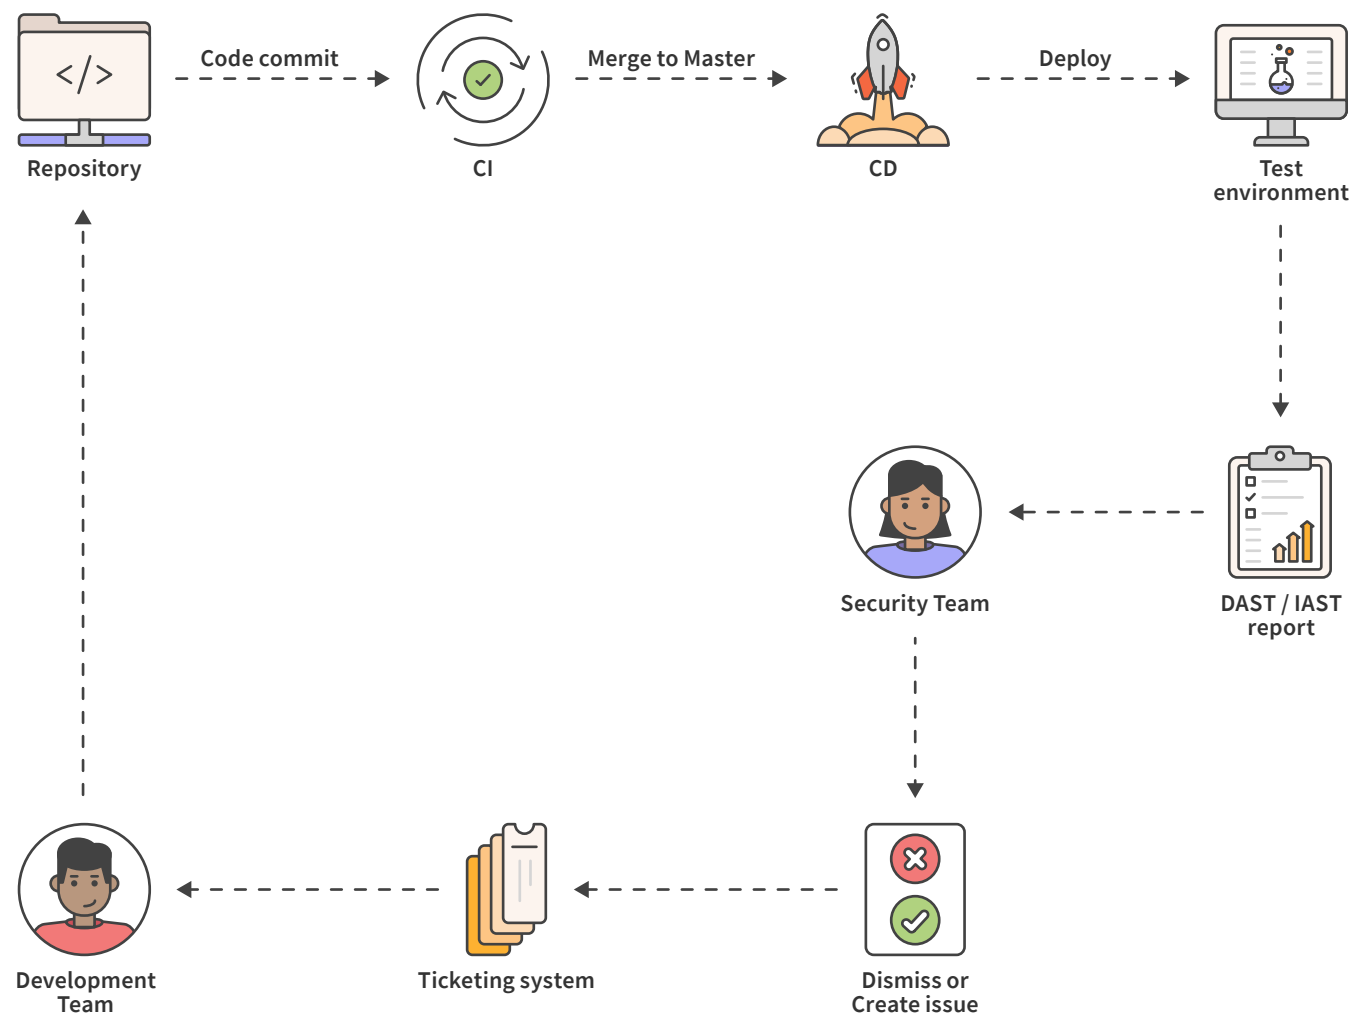 Code commit
Merge to Master
Deploy
</>
Repository
CI
CD
Test
environment
Security Team
DAST / IAST
report
Development
Team
Ticketing system
Dismiss or
Create issue